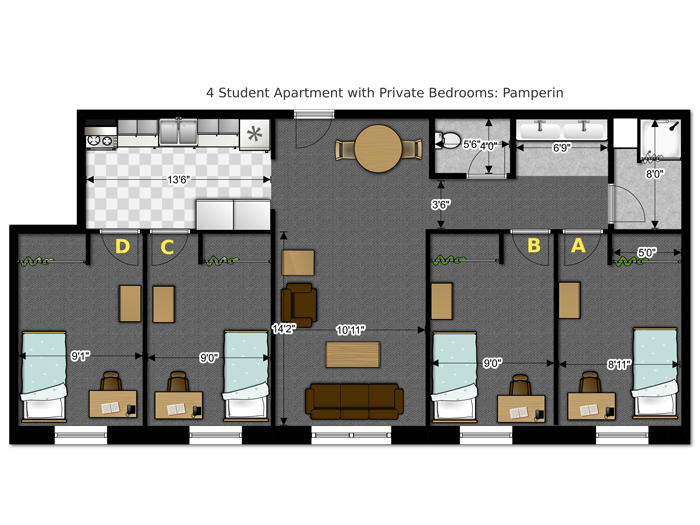 4 Student Apartment with Private Bedrooms: Pamperin
5'6"
4'0"
6'9"
8'0"
13'6"
3'6"
D
C
B
A
5'0"
14'2"
10'11"
9'1"
9'0"
9'0"
8'11"